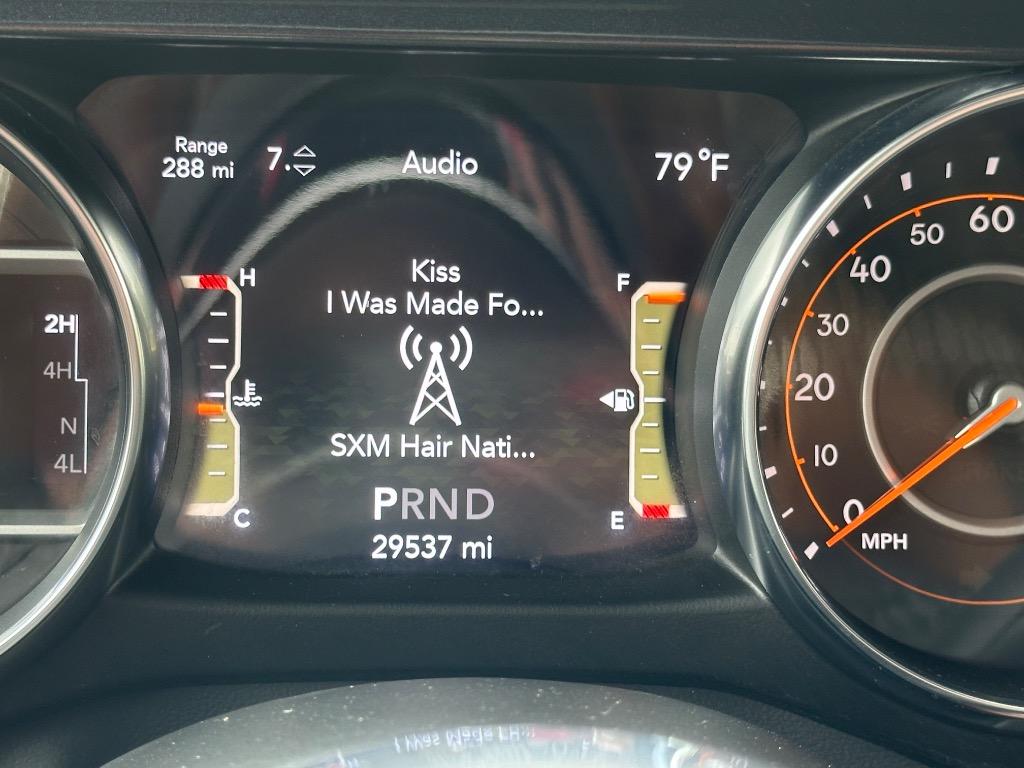 Range
288 mi
7.
Audio
79°F
Kiss
I Was Made Fo...
SXM Hair Nati...
PRND
29537 mi
H
C
F
E
2H
4H
N
4L
60
50
40
30
20
10
0
MPH